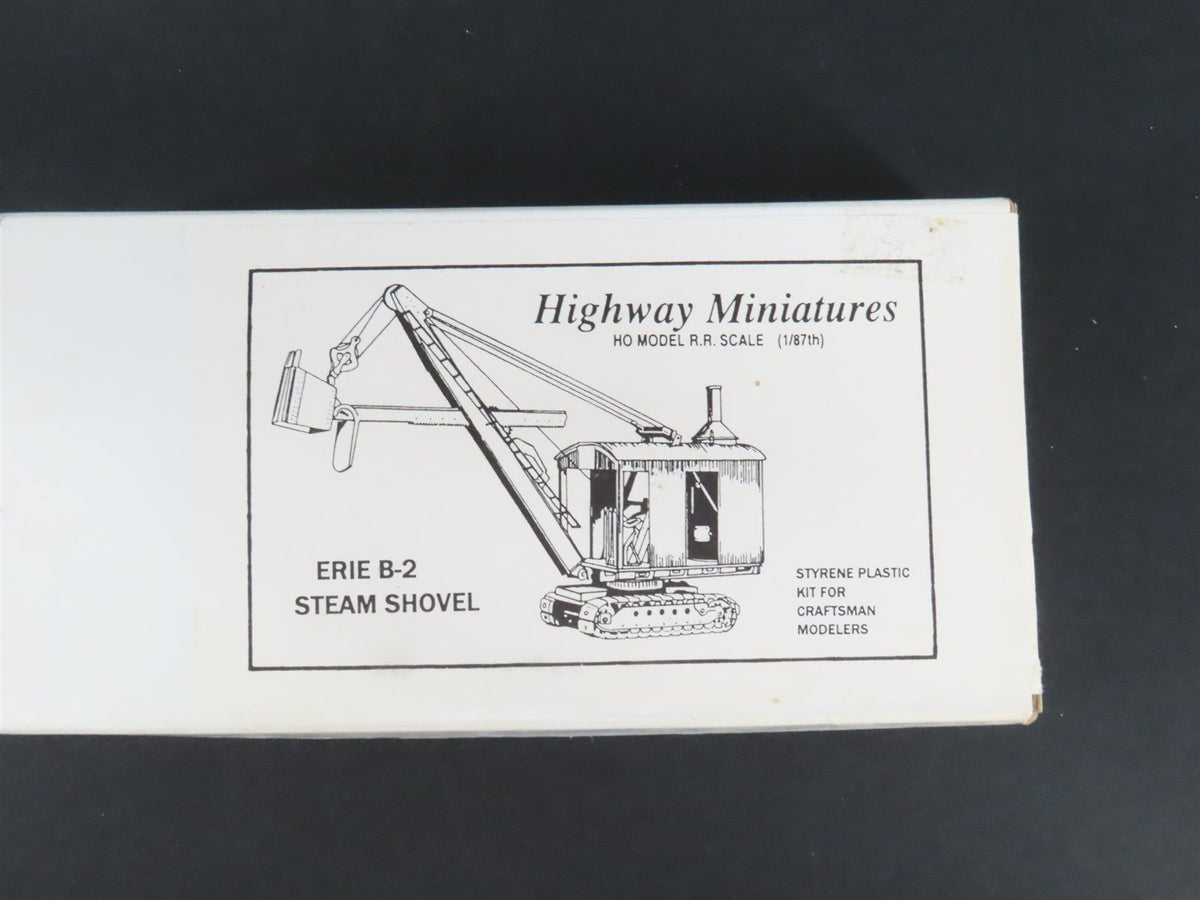 Highway Miniatures
HO MODEL R.R. SCALE (1/87th)
ERIE B-2
STEAM SHOVEL
STYRENE PLASTIC
KIT FOR
CRAFTSMAN
MODELERS